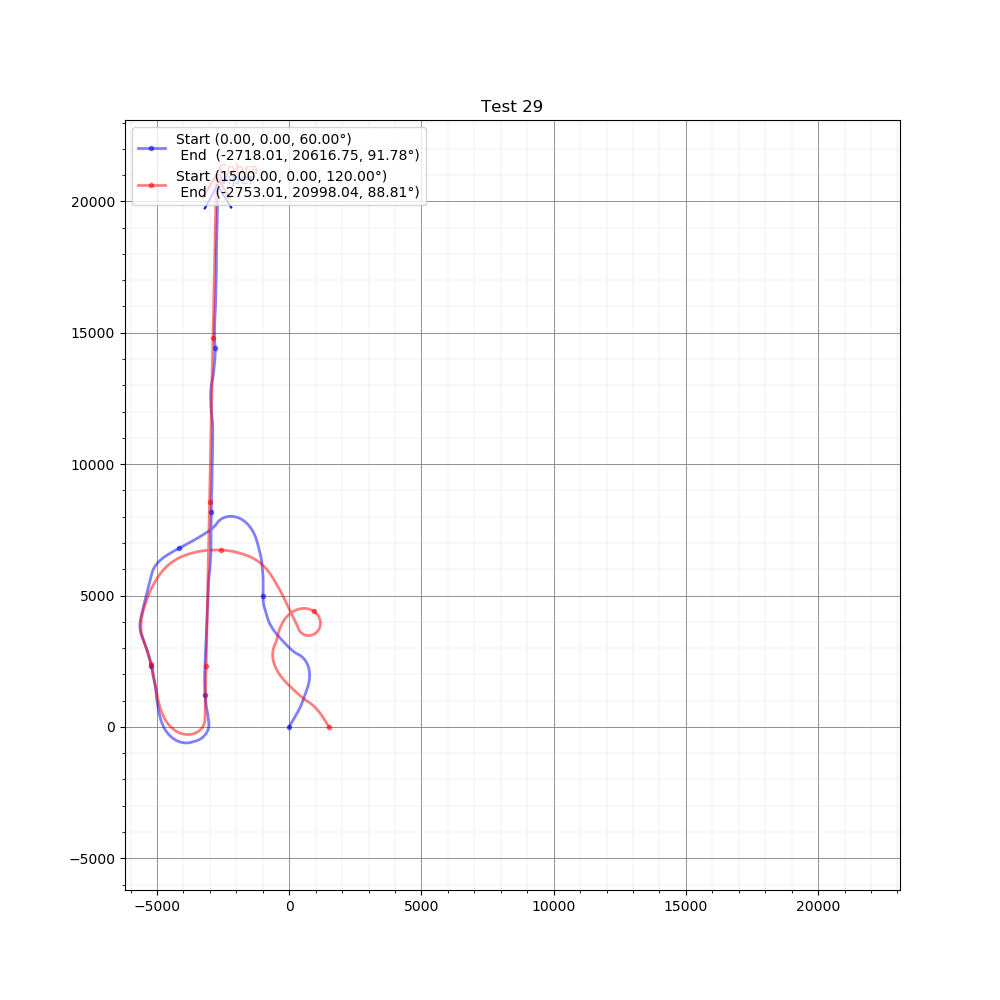 Test 29
Start (0.00, 0.00, 60.00°)
End (-2718.01, 20616.75, 91.78°)
Start (1500.00, 0.00, 120.00°)
End (-2753.01, 20998.04, 88.81°)
Cobra
20000
15000
10000
5000
0
−5000
−5000 0 5000 10000 15000 20000